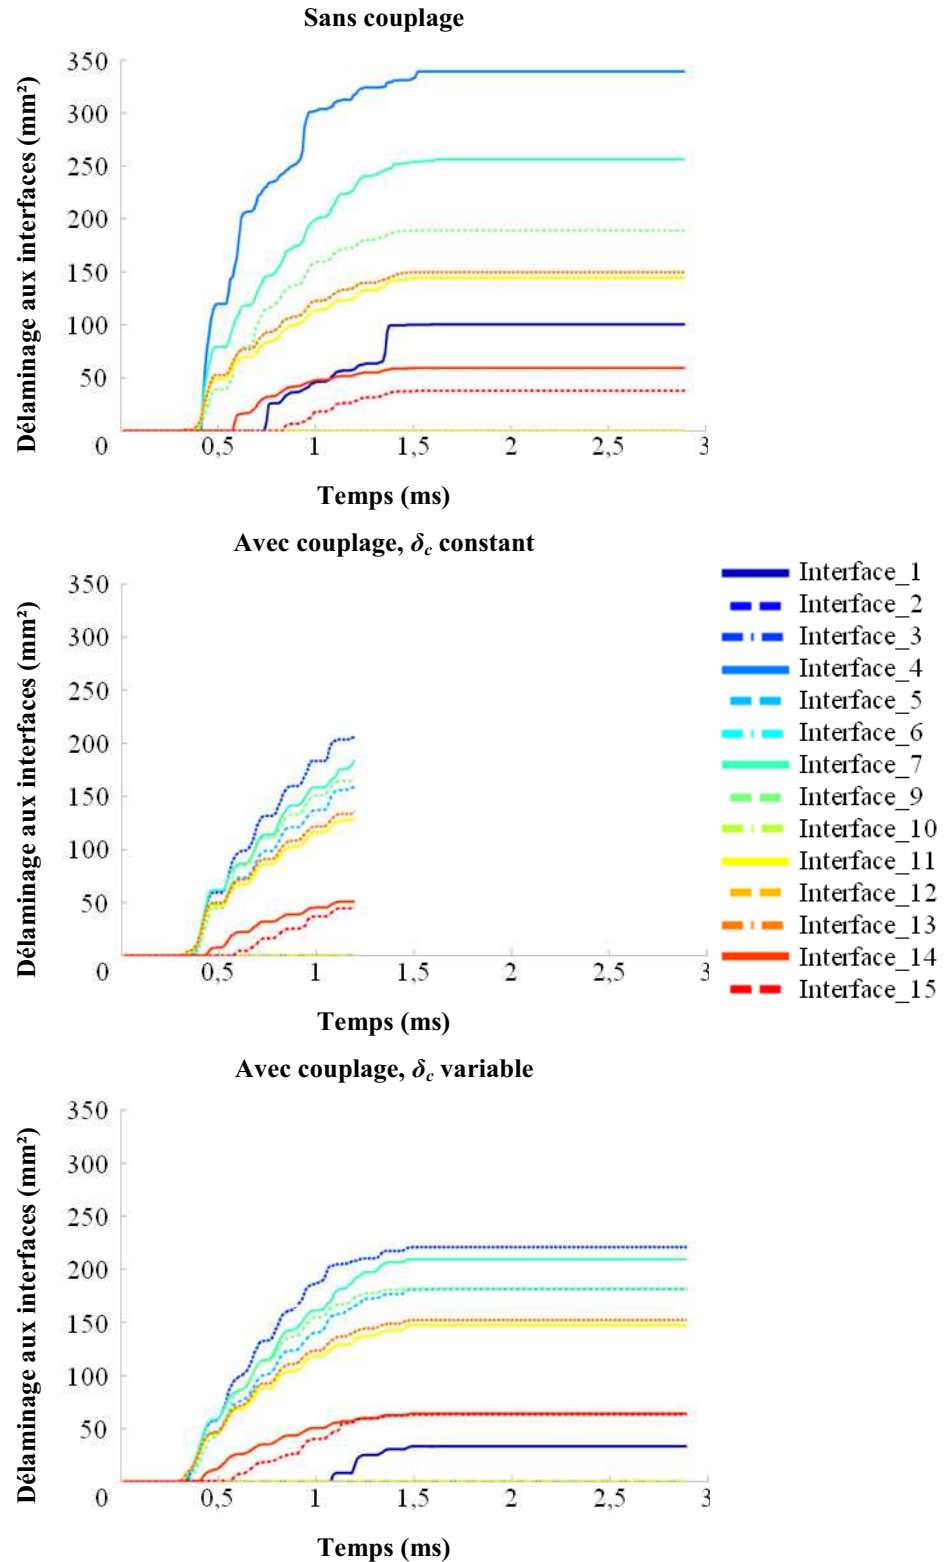 Sans couplage
Délaminage aux interfaces (mm²)
350
300
250
200
150
100
50
0
0,5 1 1,5 2 2,5 3
Temps (ms)
Avec couplage, δc constant
Délaminage aux interfaces (mm²)
350
300
250
200
150
100
50
0
0,5 1 1,5 2 2,5 3
Temps (ms)
Interface_1
Interface_2
Interface_3
Interface_4
Interface_5
Interface_6
Interface_7
Interface_9
Interface_10
Interface_11
Interface_12
Interface_13
Interface_14
Interface_15
Avec couplage, δc variable
Délaminage aux interfaces (mm²)
350
300
250
200
150
100
50
0
0,5 1 1,5 2 2,5 3
Temps (ms)